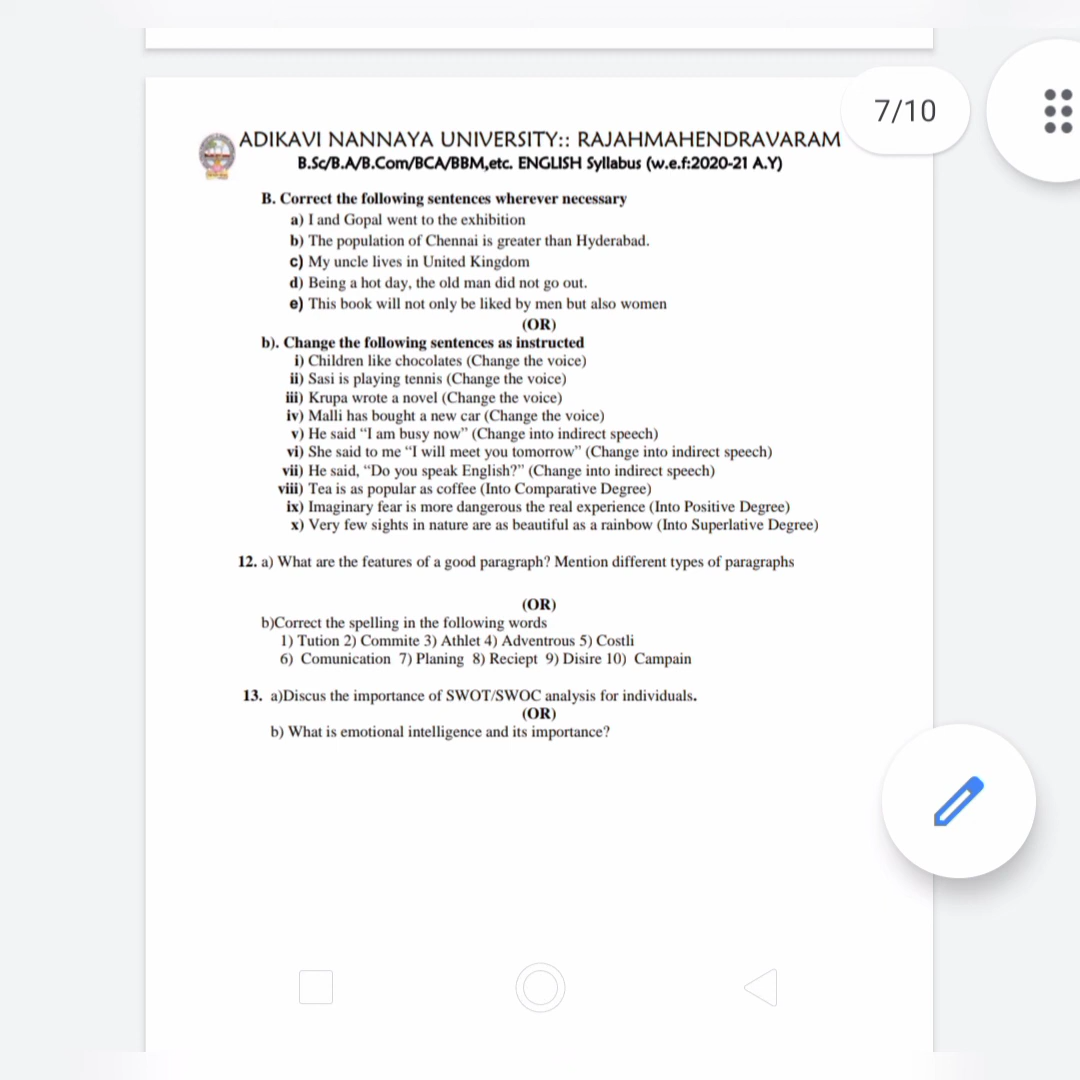 7/10
ADIKAVI NANNAYA UNIVERSITY:: RAJAHMAHENDRAVARAM
B.Sc/B.A/B.Com/BCA/BBM,etc. ENGLISH Syllabus (w.e.f:2020-21 A.Y)
B. Correct the following sentences wherever necessary
a) I and Gopal went to the exhibition
b) The population of Chennai is greater than Hyderabad.
c) My uncle lives in United Kingdom
d) Being a hot day, the old man did not go out.
e) This book will not only be liked by men but also women
(OR)
b). Change the following sentences as instructed
i) Children like chocolates (Change the voice)
ii) Sasi is playing tennis (Change the voice)
iii) Krupa wrote a novel (Change the voice)
iv) Malli has bought a new car (Change the voice)
v) He said “I am busy now” (Change into indirect speech)
vi) She said to me “I will meet you tomorrow” (Change into indirect speech)
vii) He said, “Do you speak English?” (Change into indirect speech)
viii) Tea is as popular as coffee (Into Comparative Degree)
ix) Imaginary fear is more dangerous the real experience (Into Positive Degree)
x) Very few sights in nature are as beautiful as a rainbow (Into Superlative Degree)
12. a) What are the features of a good paragraph? Mention different types of paragraphs
(OR)
b)Correct the spelling in the following words
1) Tution 2) Commite 3) Athlet 4) Adventrous 5) Costli
6) Comunication 7) Planing 8) Reciept 9) Disire 10) Campain
13. a)Discus the importance of SWOT/SWOC analysis for individuals.
(OR)
b) What is emotional intelligence and its importance?